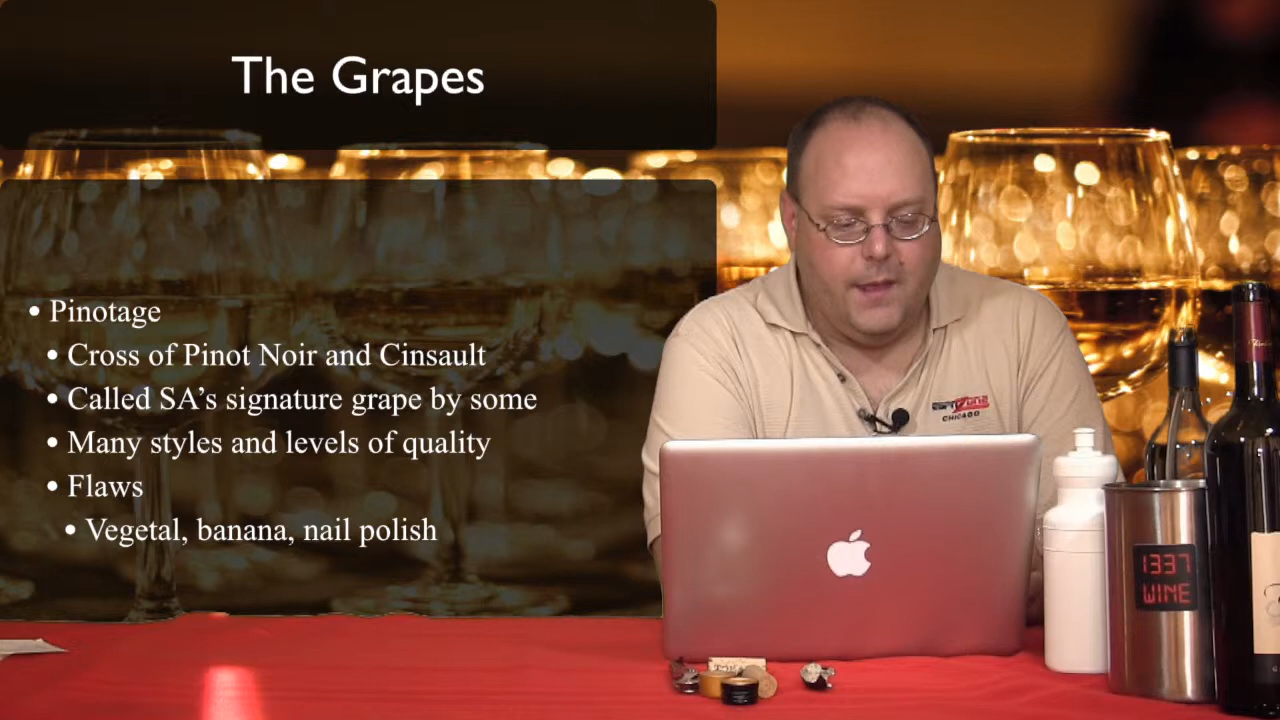 The Grapes
• Pinotage
• Cross of Pinot Noir and Cinsault
• Called SA’s signature grape by some
• Many styles and levels of quality
• Flaws
• Vegetal, banana, nail polish
CHICAGO
1337
WINE